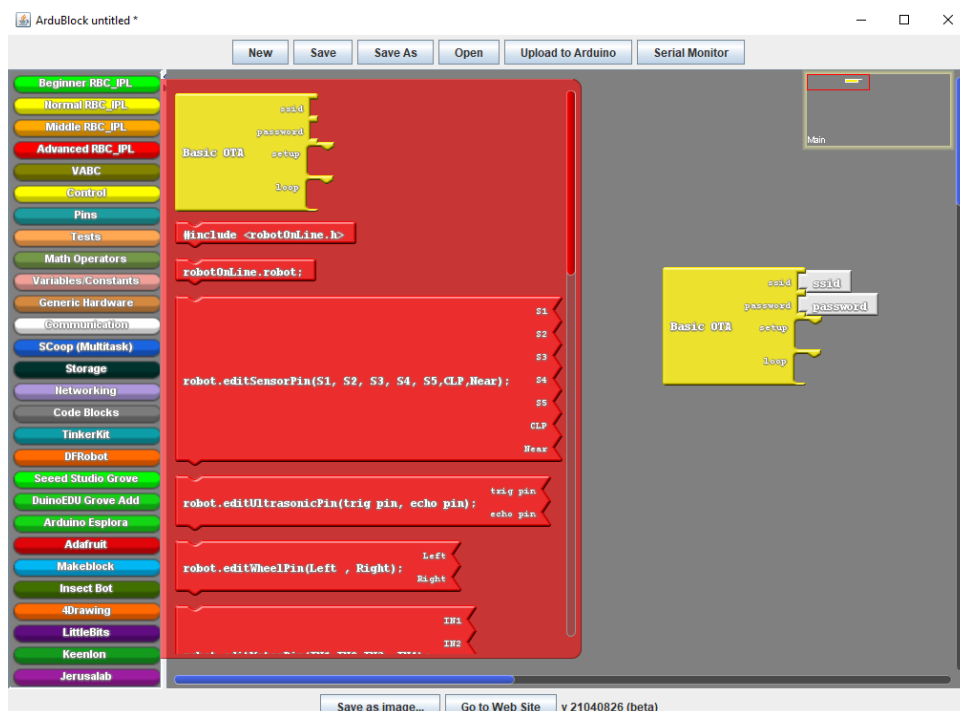 ArduBlock untitled *
New
Save
Save As
Open
Upload to Arduino
Serial Monitor
Beginner RBC_IPL
Normal RBC_IPL
Middle RBC_IPL
Advanced RBC_IPL
VABC
Control
Pins
Tests
Math Operators
Variables/Constants
Generic Hardware
Communication
SCoop (Multitask)
Storage
Networking
Code Blocks
TinkerKit
DFRobot
Seeed Studio Grove
DuinoEDU Grove Add
Arduino Esplora
Adafruit
Makeblock
Insect Bot
4Drawing
LittleBits
Keenlon
Jerusalab
ssid
password
Basic OTA setup
loop
#include <robotOnLine.h>
robotOnLine.robot;
S1
S2
S3
robot.editSensorPin(S1, S2, S3, S4, S5,CLP,Near); S4
S5
CLP
Near
trig pin
robot.editUltrasonicPin(trig pin, echo pin);
echo pin
Left
robot.editWheelPin(Left , Right);
Right
IN1
IN2
Main
ssid ssid
password password
Basic OTA setup
loop
Save as image...
Go to Web Site
v 21040826 (beta)